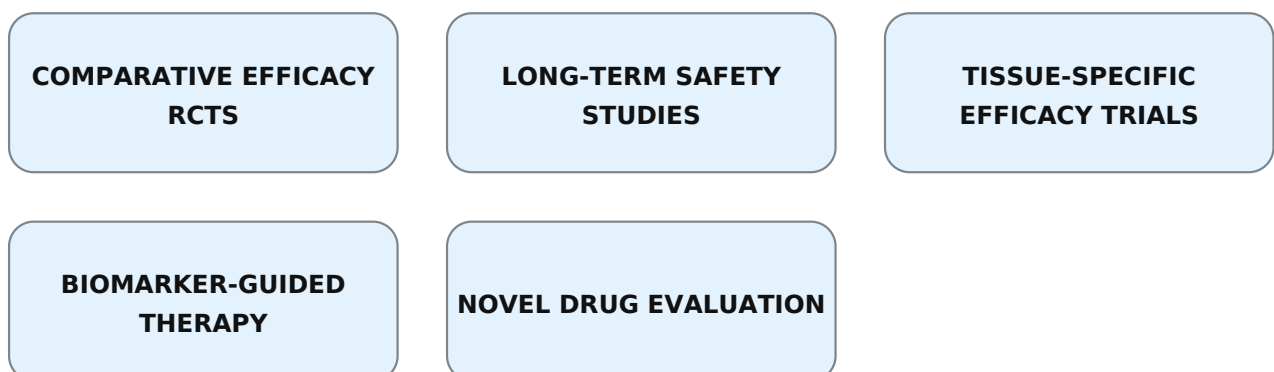 COMPARATIVE EFFICACY
RCTS
LONG-TERM SAFETY
STUDIES
TISSUE-SPECIFIC
EFFICACY TRIALS
BIOMARKER-GUIDED
THERAPY
NOVEL DRUG EVALUATION